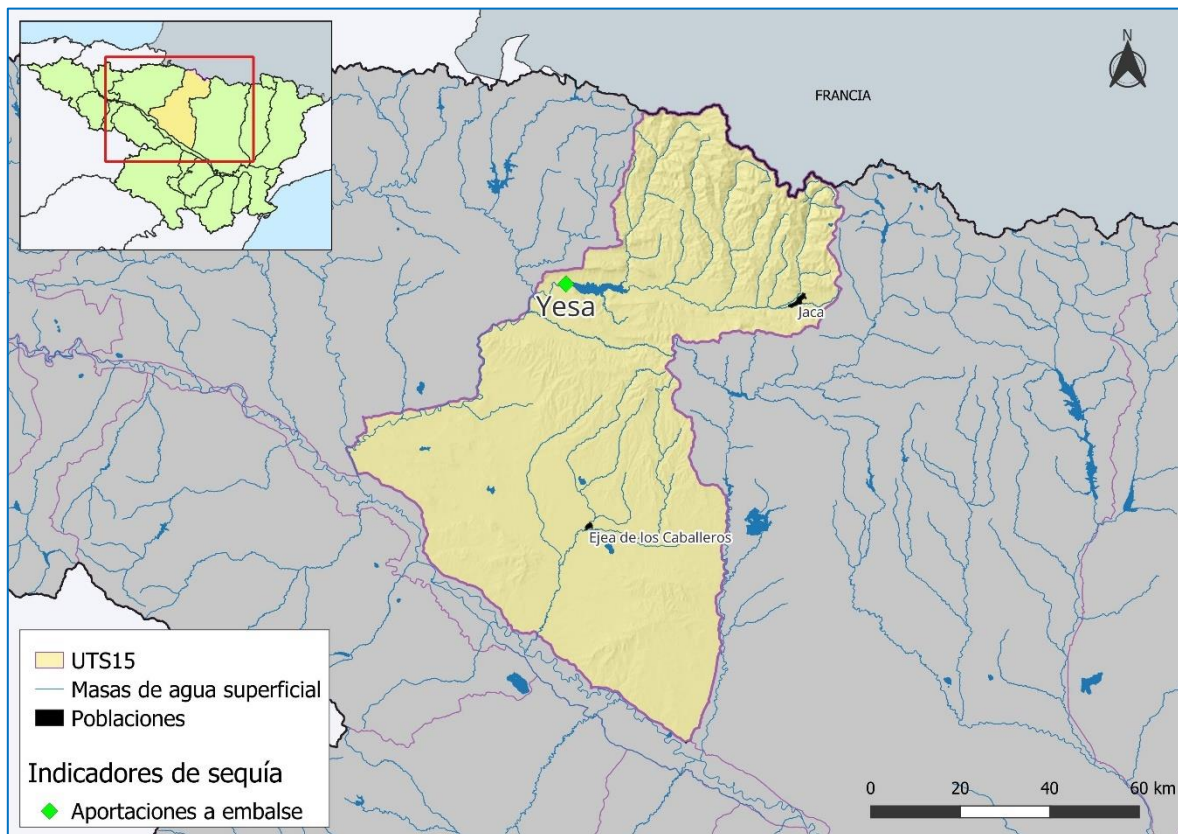 N
FRANCIA
Yesa
Jaca
Ejea de los Caballeros
UTS15
Masas de agua superficial
Poblaciones
Indicadores de sequía
Aportaciones a embalse
0 20 40 60 km